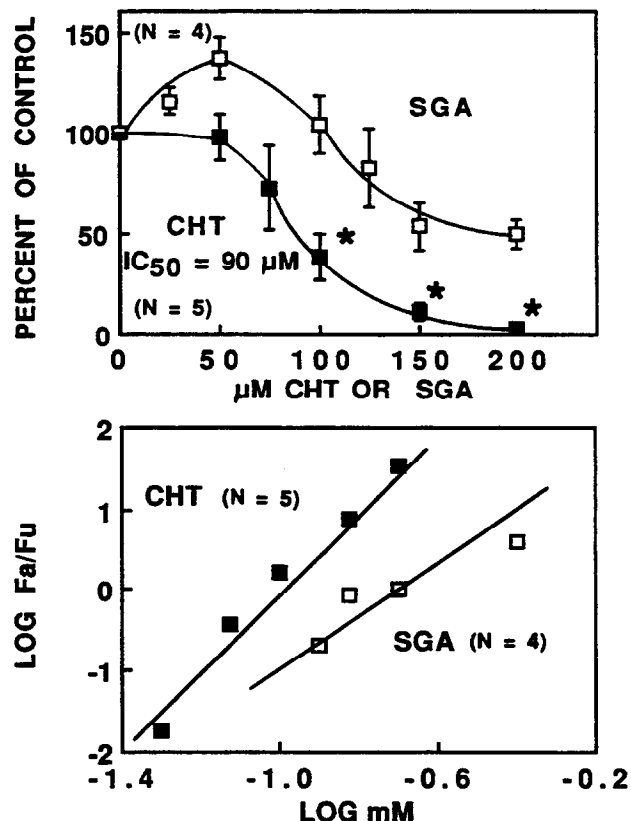 150
(N = 4)
SGA
100
PERCENT OF CONTROL
50
CHT
IC50 = 90 µM
(N = 5)
*
*
*
0
0 50 100 150 200
µM CHT OR SGA
2
CHT (N = 5)
1
LOG Fa/Fu
0
SGA (N = 4)
-1
-2
-1.4 -1.0 -0.6 -0.2
LOG mM